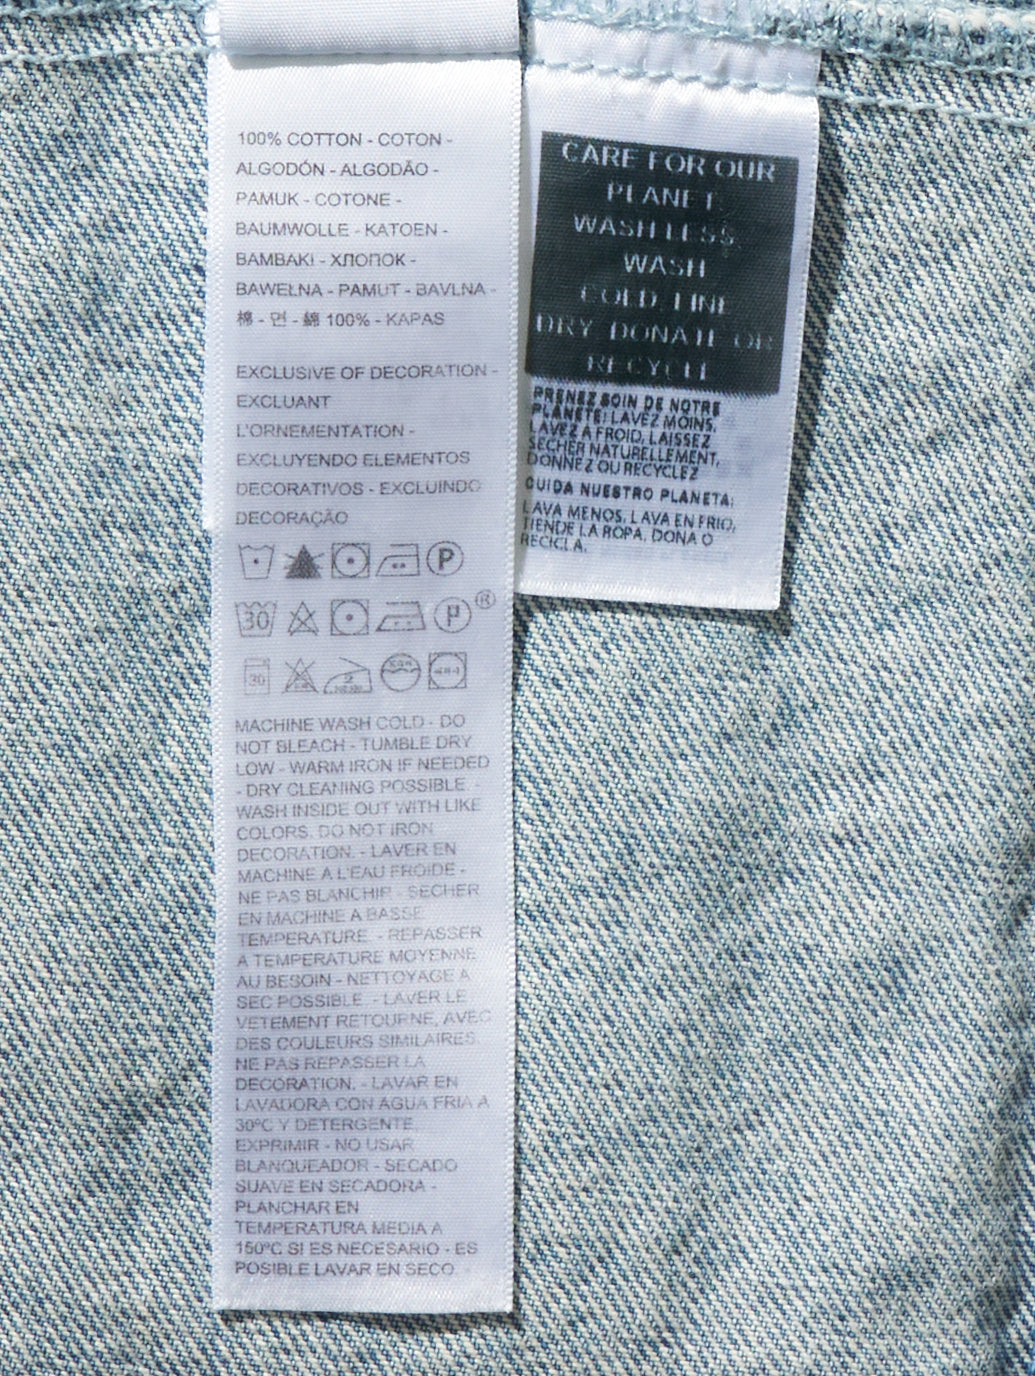 100% COTTON - COTON -
ALGODÓN - ALGODÃO -
PAMUK - COTONE -
BAUMWOLLE - KATOEN -
BAMBAKI - ХЛОПОК -
BAWEŁNA - PAMUT - BAVLNA -
棉 - 면 - 綿 100% - KAPAS
EXCLUSIVE OF DECORATION -
EXCLUANT
L'ORNEMENTATION -
EXCLUYENDO ELEMENTOS
DECORATIVOS - EXCLUINDO
DECORAÇÃO
P
30 ®
30
MACHINE WASH COLD - DO
NOT BLEACH - TUMBLE DRY
LOW - WARM IRON IF NEEDED
- DRY CLEANING POSSIBLE. -
WASH INSIDE OUT WITH LIKE
COLORS. DO NOT IRON
DECORATION. - LAVER EN
MACHINE A L'EAU FROIDE -
NE PAS BLANCHIR - SECHER
EN MACHINE A BASSE
TEMPERATURE. - REPASSER
A TEMPERATURE MOYENNE
AU BESOIN - NETTOYAGE A
SEC POSSIBLE. - LAVER LE
VETEMENT RETOURNE, AVEC
DES COULEURS SIMILAIRES.
NE PAS REPASSER LA
DECORATION. - LAVAR EN
LAVADORA CON AGUA FRIA A
30ºC Y DETERGENTE,
EXPRIMIR - NO USAR
BLANQUEADOR - SECADO
SUAVE EN SECADORA -
PLANCHAR EN
TEMPERATURA MEDIA A
150ºC SI ES NECESARIO - ES
POSIBLE LAVAR EN SECO
CARE FOR OUR
PLANET.
WASH LESS,
WASH
COLD, LINE
DRY, DONATE OR
RECYCLE
PRENEZ SOIN DE NOTRE
PLANÈTE: LAVEZ MOINS,
LAVEZ À FROID, LAISSEZ
SÉCHER NATURELLEMENT,
DONNEZ OU RECYCLEZ
CUIDA NUESTRO PLANETA:
LAVA MENOS, LAVA EN FRIO,
TIENDE LA ROPA, DONA O
RECICLA.